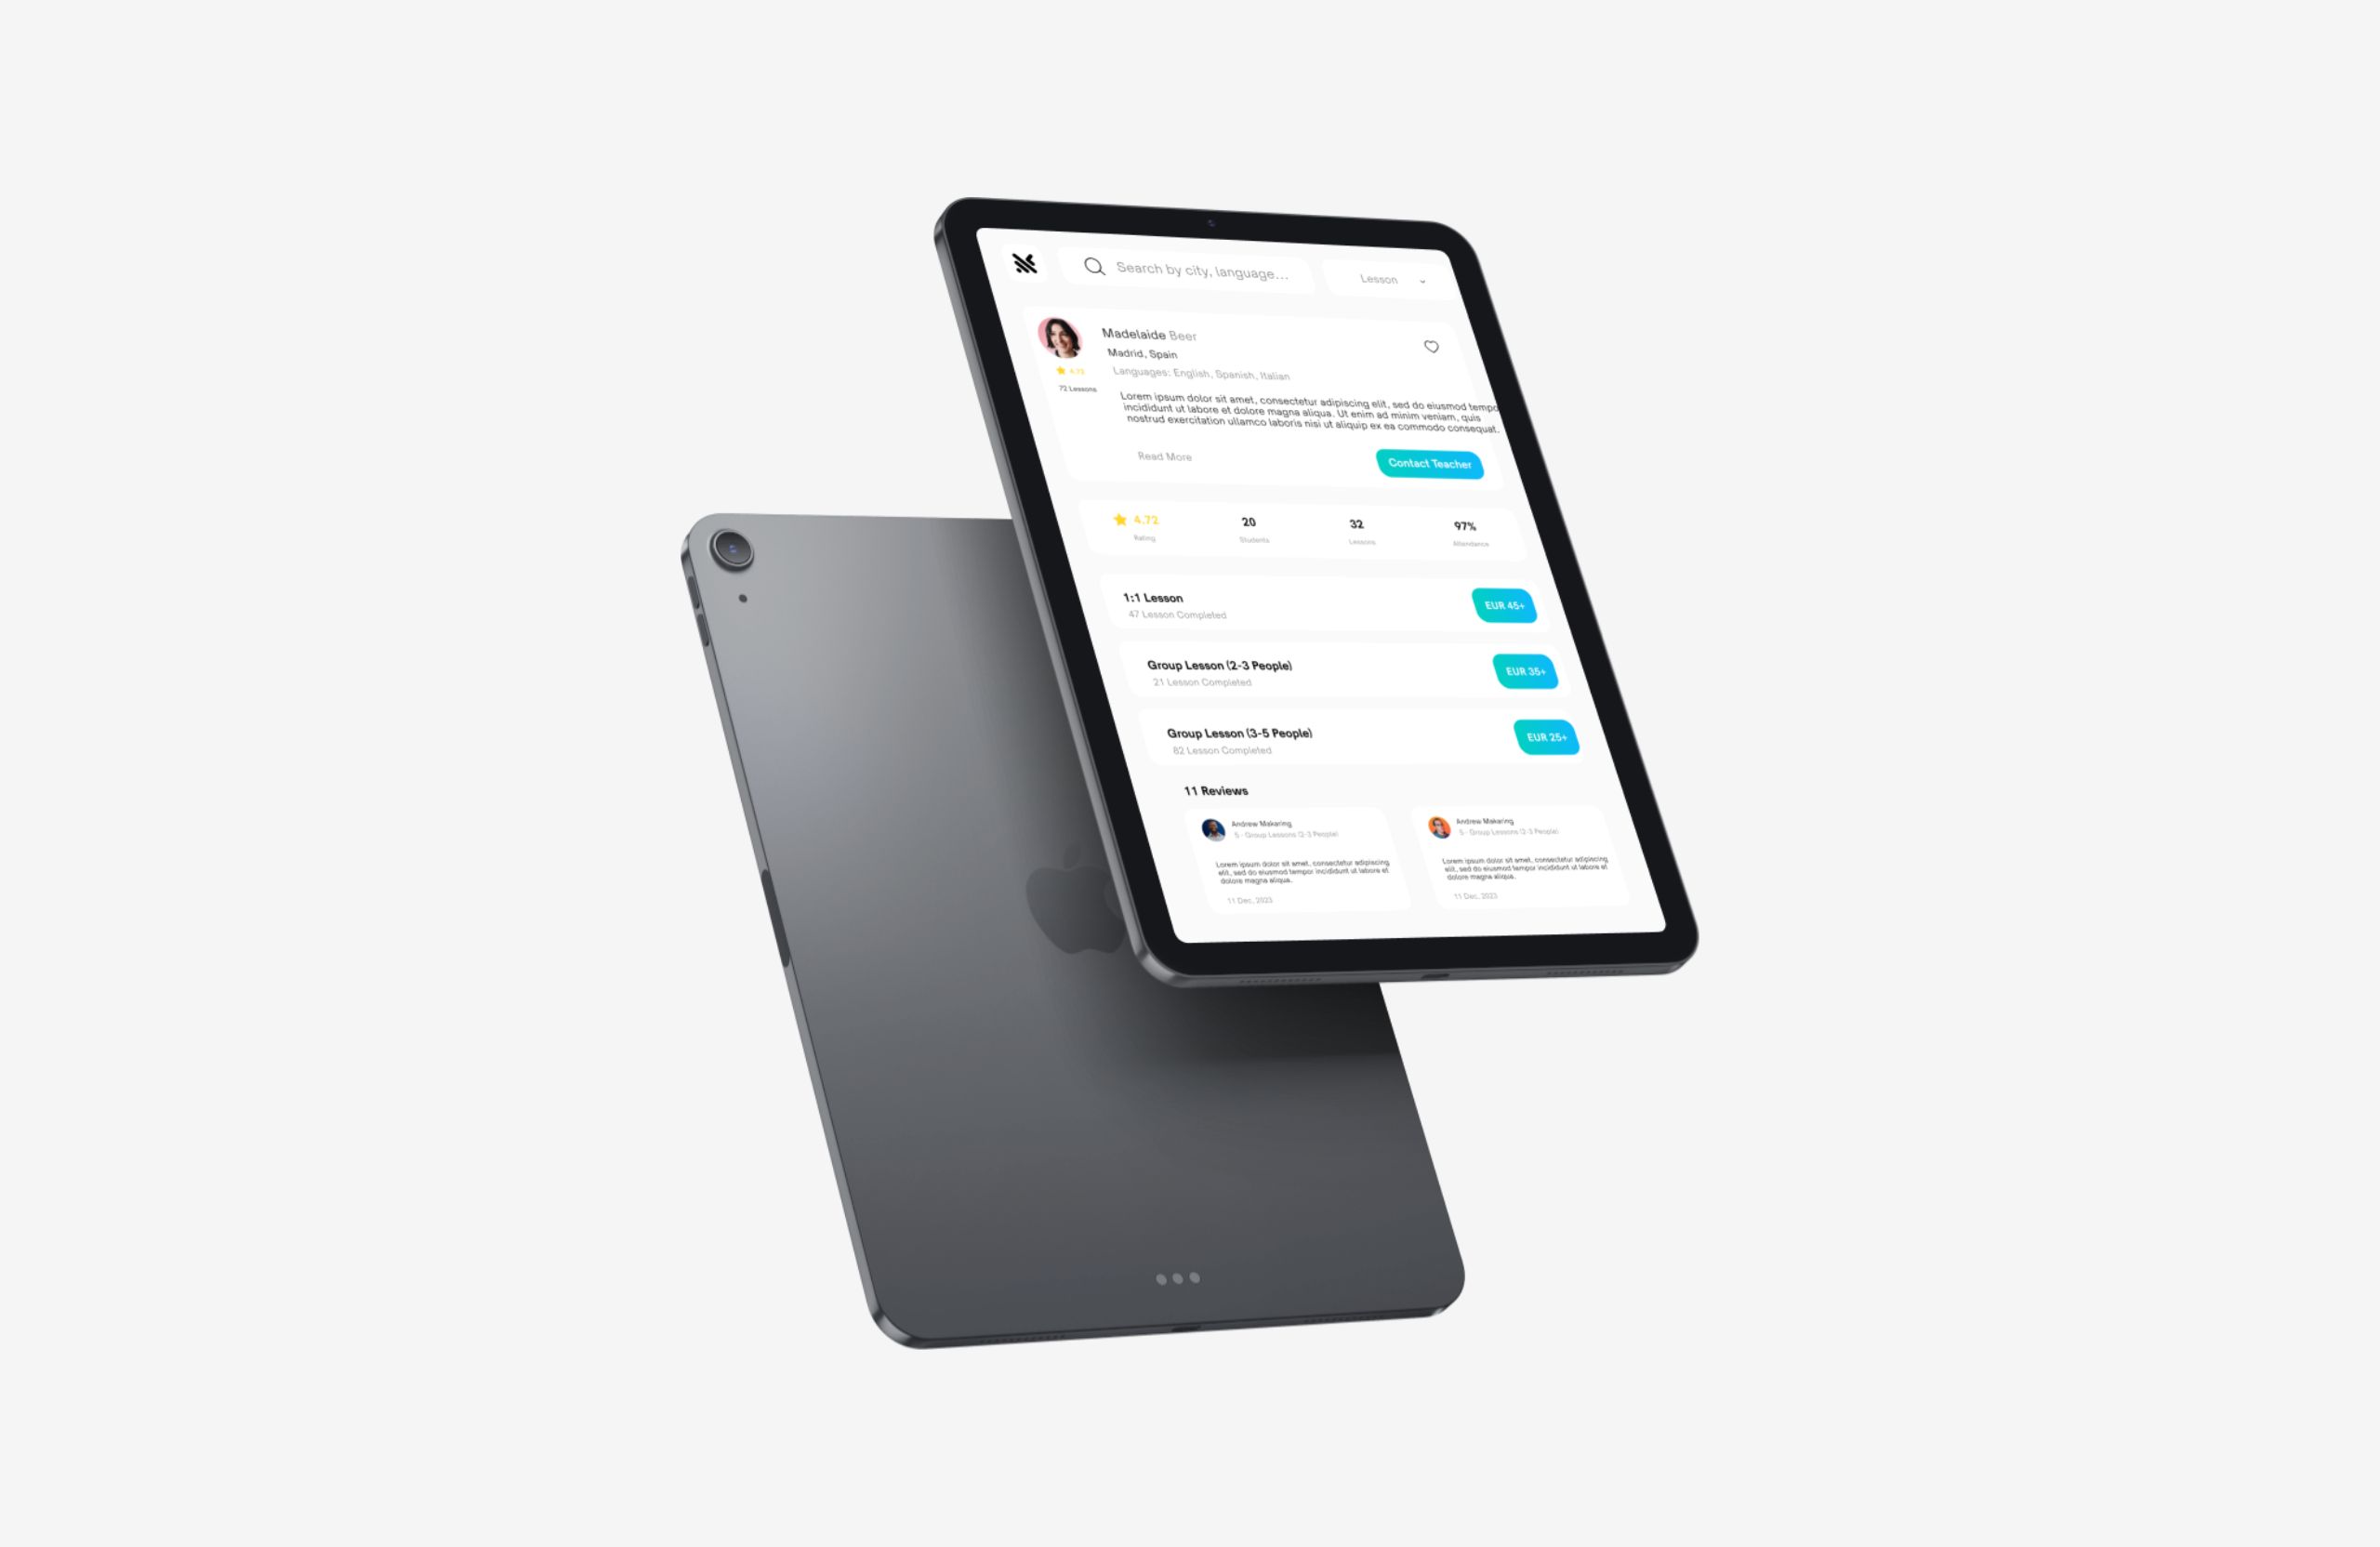 Search by city, language...
Lesson
Madelaide Beer
Madrid, Spain
4.72
Languages: English, Spanish, Italian
72 Lessons
Lorem ipsum dolor sit amet, consectetur adipiscing elit, sed do eiusmod tempo
incididunt ut labore et dolore magna aliqua. Ut enim ad minim veniam, quis
nostrud exercitation ullamco laboris nisi ut aliquip ex ea commodo consequat.
Read More
Contact Teacher
4.72
Rating
20
Students
32
Lessons
97%
Attendance
1:1 Lesson
47 Lesson Completed
EUR 45+
Group Lesson (2-3 People)
21 Lesson Completed
EUR 35+
Group Lesson (3-5 People)
82 Lesson Completed
EUR 25+
11 Reviews
Andrew Makaring
5 · Group Lessons (2-3 People)
Lorem ipsum dolor sit amet, consectetur adipiscing
elit, sed do eiusmod tempor incididunt ut labore et
dolore magna aliqua.
11 Dec, 2023
Andrew Makaring
5 · Group Lessons (2-3 People)
Lorem ipsum dolor sit amet, consectetur adipiscing
elit, sed do eiusmod tempor incididunt ut labore et
dolore magna aliqua.
11 Dec, 2023